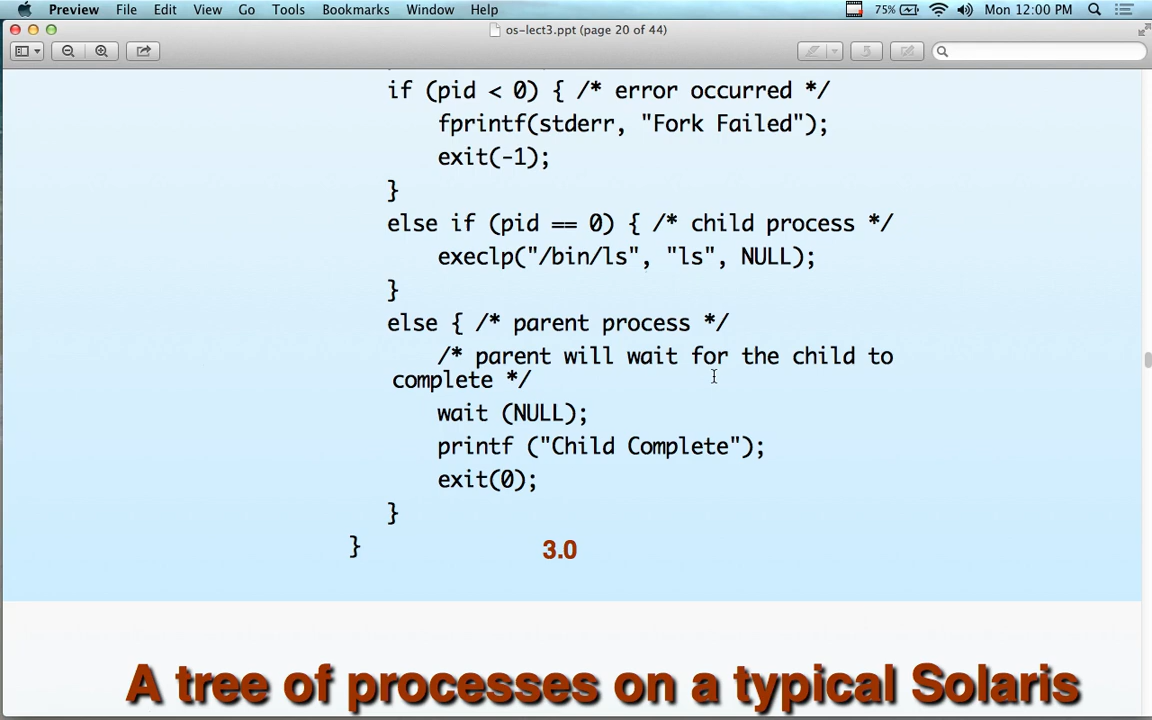 Preview File Edit View Go Tools Bookmarks Window Help 75% Mon 12:00 PM
os-lect3.ppt (page 20 of 44)
if (pid < 0) { /* error occurred */
fprintf(stderr, "Fork Failed");
exit(-1);
}
else if (pid == 0) { /* child process */
execlp("/bin/ls", "ls", NULL);
}
else { /* parent process */
/* parent will wait for the child to
complete */
wait (NULL);
printf ("Child Complete");
exit(0);
}
}
3.0
A tree of processes on a typical Solaris